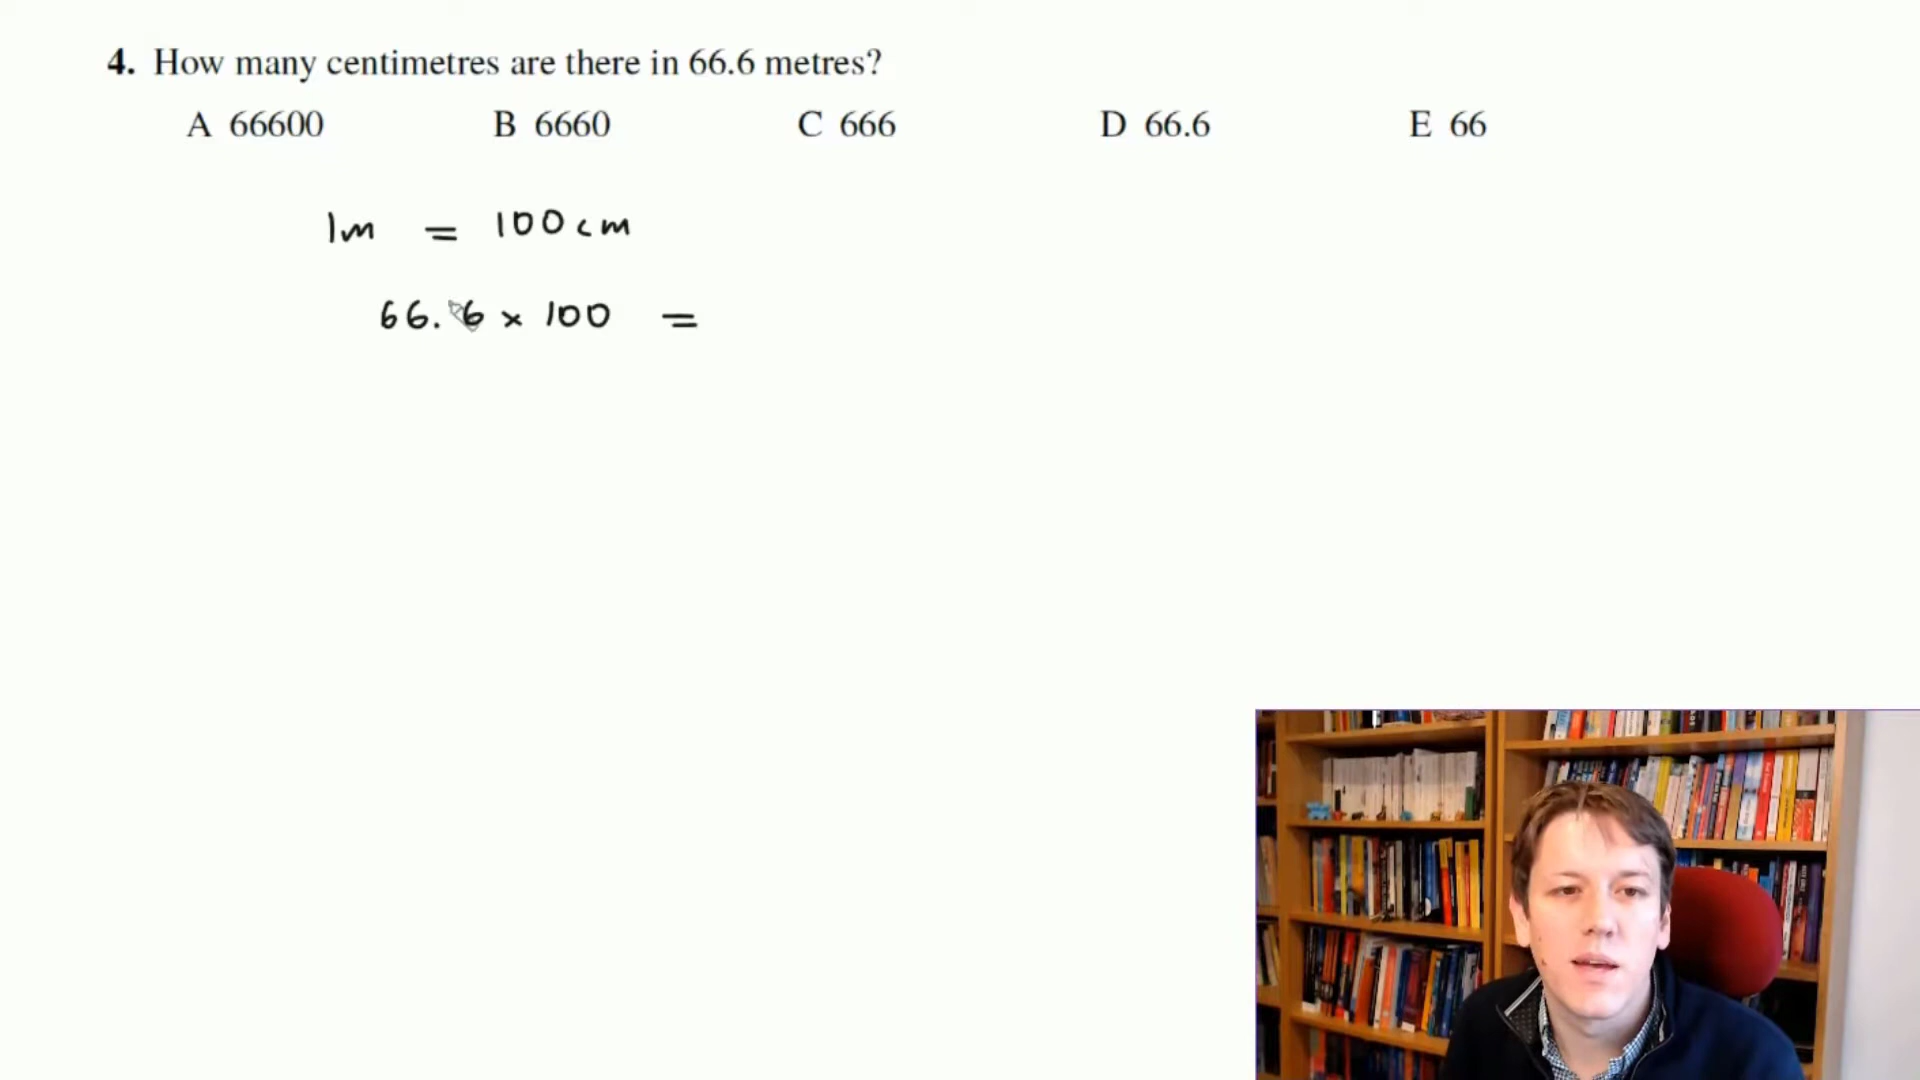 4. How many centimetres are there in 66.6 metres?
A 66600 B 6660 C 666 D 66.6 E 66
1m = 100cm
66.6 × 100 =